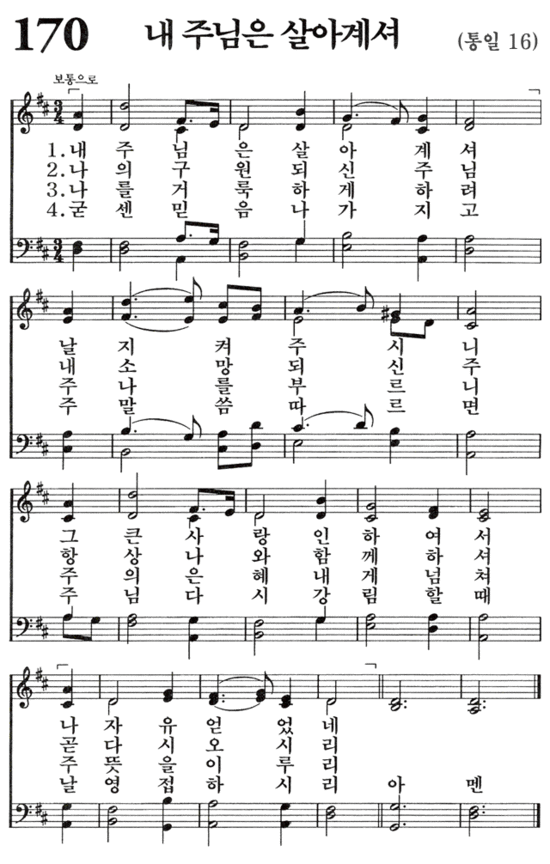 170 내 주님은 살아계셔 (통일 16)
보통으로
1.내 주 님 은 살 아 계 셔
2.나 의 구 원 되 신 주 님
3.나 를 거 룩 하 게 하 려
4.굳 센 믿 음 나 가 지 고
날 지 켜 주 시 니
내 소 망 되 신 주
주 나 를 부 르 니
주 말 씀 따 르 면
그 큰 사 랑 인 하 여 서
항 상 나 와 함 께 하 셔
주 의 은 혜 내 게 넘 쳐
주 님 다 시 강 림 할 때
나 자 유 얻 었 네
곧 다 시 오 시 리
주 뜻 을 이 루 리
날 영 접 하 시 리 아 멘